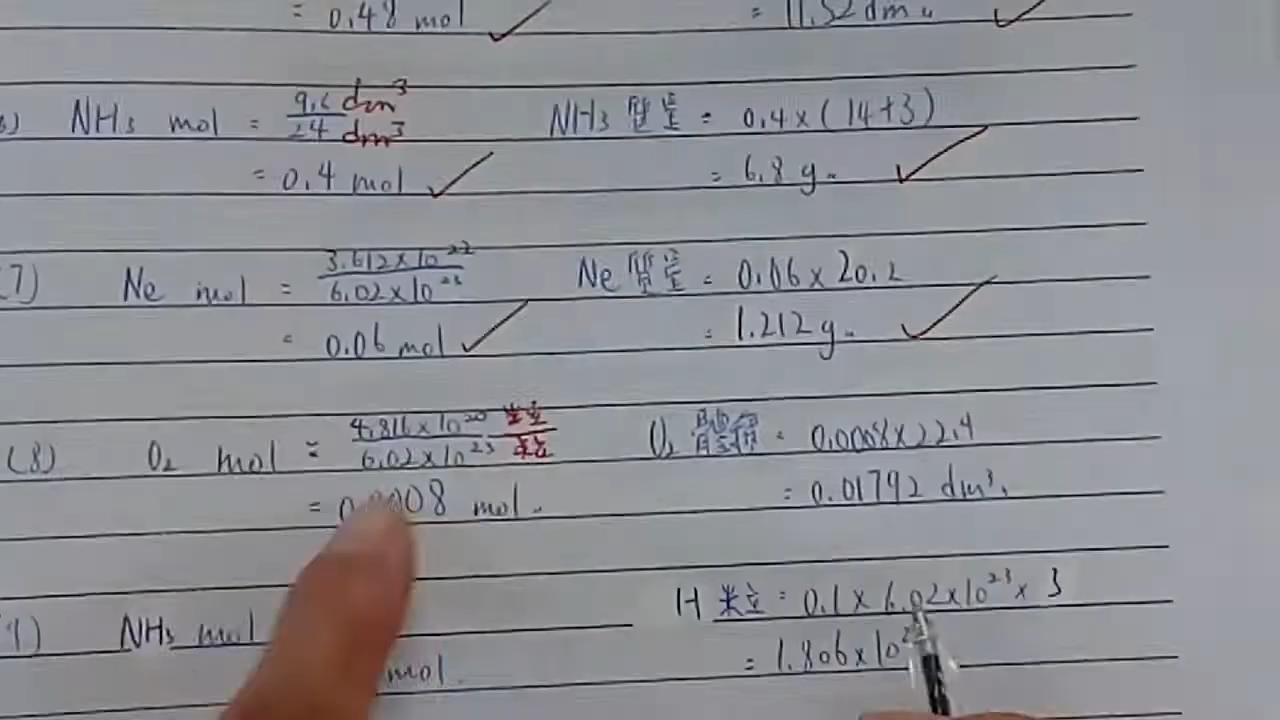 = 0.48 mol = 11.52 dm³.
6) NH₃ mol = 9.6 dm³ / 24 dm³ NH₃ 質量 = 0.4 × (14+3)
= 0.4 mol = 6.8 g.
(7) Ne mol = 3.612×10²² / 6.02×10²³ Ne 質量 = 0.06 × 20.2
= 0.06 mol = 1.212 g.
(8) O₂ mol = 4.816×10²⁰ / 6.02×10²³ O₂ 體積 = 0.0008×22.4
= 0.0008 mol. = 0.01792 dm³.
NH₃ mol H 粒 = 0.1 × 6.02×10²³ × 3
mol. = 1.806×10